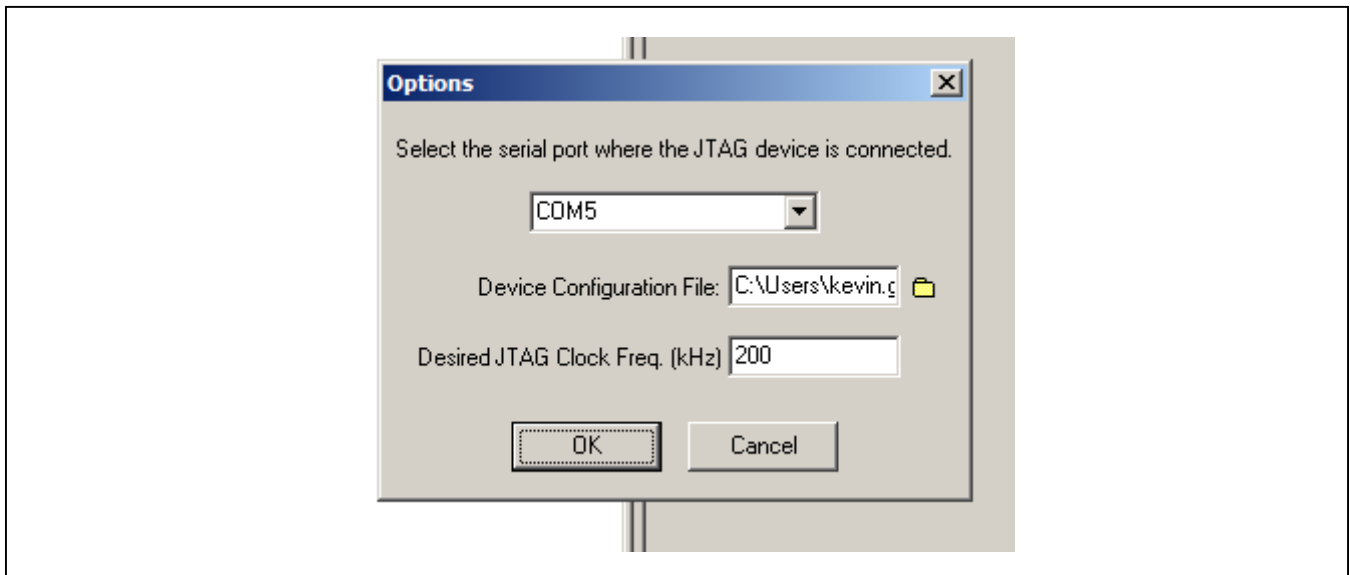 Options
Select the serial port where the JTAG device is connected.
COM5
Device Configuration File: C:\Users\kevin.g
Desired JTAG Clock Freq. (kHz) 200
OK Cancel